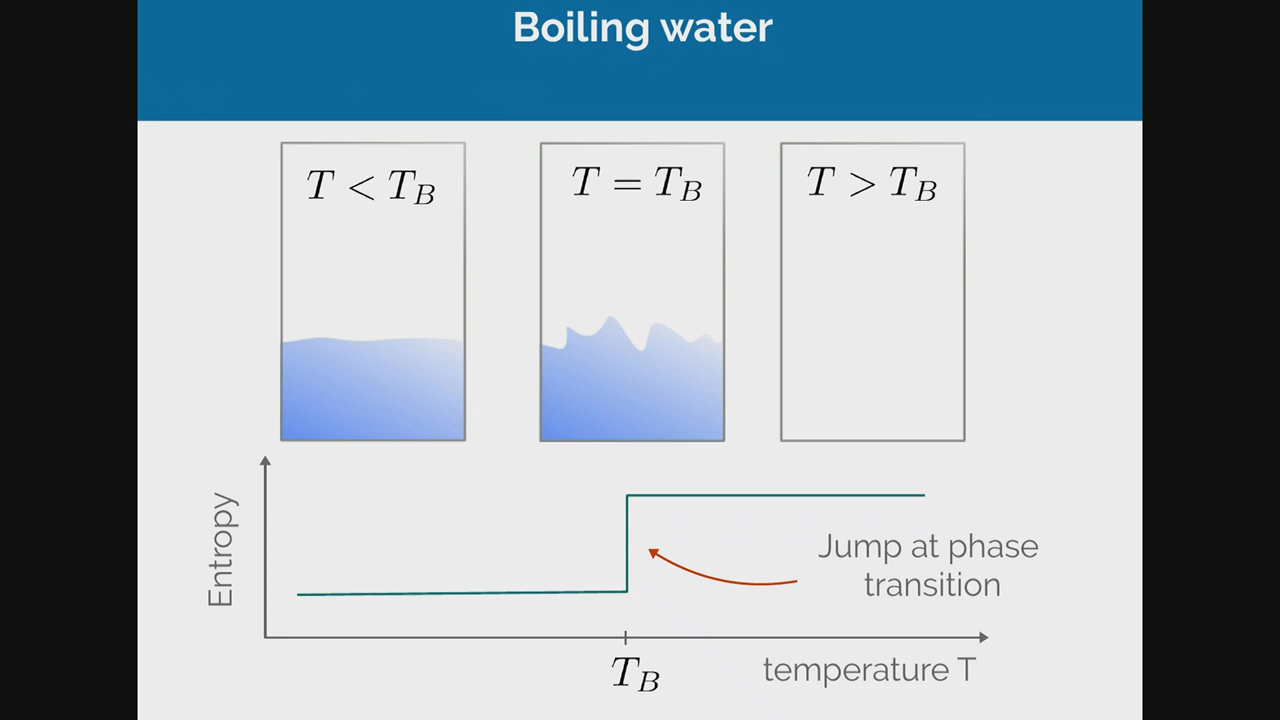 Boiling water
T < T_B
T = T_B
T > T_B
Entropy
Jump at phase
transition
T_B
temperature T